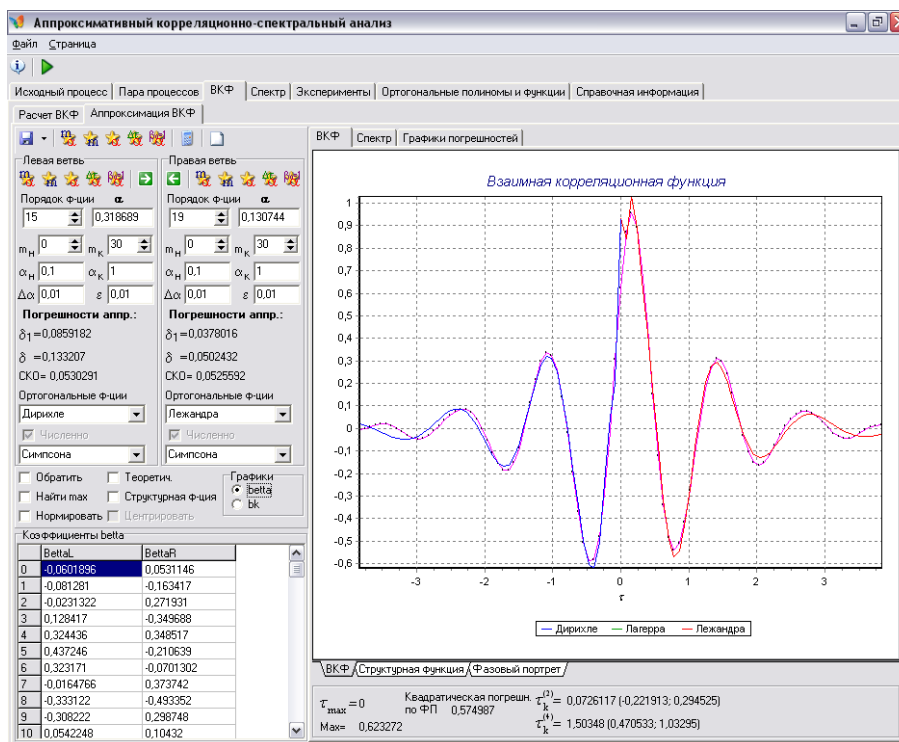 Аппроксимативный корреляционно-спектральный анализ
Файл Страница
Исходный процесс Пара процессов ВКФ Спектр Эксперименты Ортогональные полиномы и функции Справочная информация
Расчет ВКФ Аппроксимация ВКФ
Левая ветвь
Порядок ф-ции α
15 0,318689
mн 0 mк 30
αн 0,1 αк 1
Δα 0,01 ε 0,01
Погрешности аппр.:
δ1=0,0859182
δ =0,133207
СКО= 0,0530291
Ортогональные ф-ции
Дирихле
Численно
Симпсона
Правая ветвь
Порядок ф-ции α
19 0,130744
mн 0 mк 30
αн 0,1 αк 1
Δα 0,01 ε 0,01
Погрешности аппр.:
δ1=0,0378016
δ =0,0502432
СКО= 0,0525592
Ортогональные ф-ции
Лежандра
Численно
Симпсона
Обратить Теоретич.
Найти max Структурная ф-ция
Нормировать Центрировать
Графики
betta
bk
Коэффициенты betta
BettaL BettaR
0 -0,0601896 0,0531146
1 -0,081281 -0,163417
2 -0,0231322 0,271931
3 0,128417 -0,349688
4 0,324436 0,348517
5 0,437246 -0,210639
6 0,323171 -0,0701302
7 -0,0164766 0,373742
8 -0,333122 -0,493352
9 -0,308222 0,298748
10 0,0542248 0,10432
ВКФ Спектр Графики погрешностей
Взаимная корреляционная функция
1
0,9
0,8
0,7
0,6
0,5
0,4
0,3
0,2
0,1
0
-0,1
-0,2
-0,3
-0,4
-0,5
-0,6
-3 -2 -1 0 1 2 3
τ
Дирихле Лагерра Лежандра
ВКФ Структурная функция Фазовый портрет
τmax=0
Max= 0,623272
Квадратическая погрешн.
по ФП 0,574987
τk(2)= 0,0726117 (-0,221913; 0,294525)
τk(4)= 1,50348 (0,470533; 1,03295)